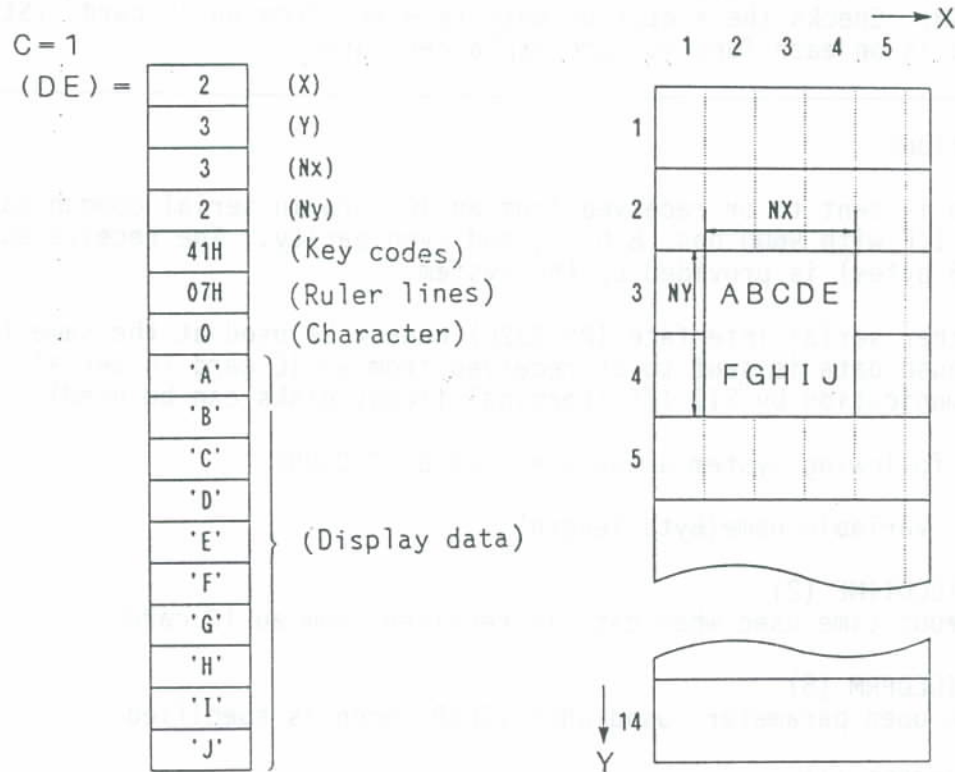 C=1
(DE) =
2 (X)
3 (Y)
3 (Nx)
2 (Ny)
41H (Key codes)
07H (Ruler lines)
0 (Character)
'A'
'B'
'C'
'D'
'E' (Display data)
'F'
'G'
'H'
'I'
'J'
X
1 2 3 4 5
1
2 NX
3 NY ABCDE
4 FGHIJ
5
14
Y